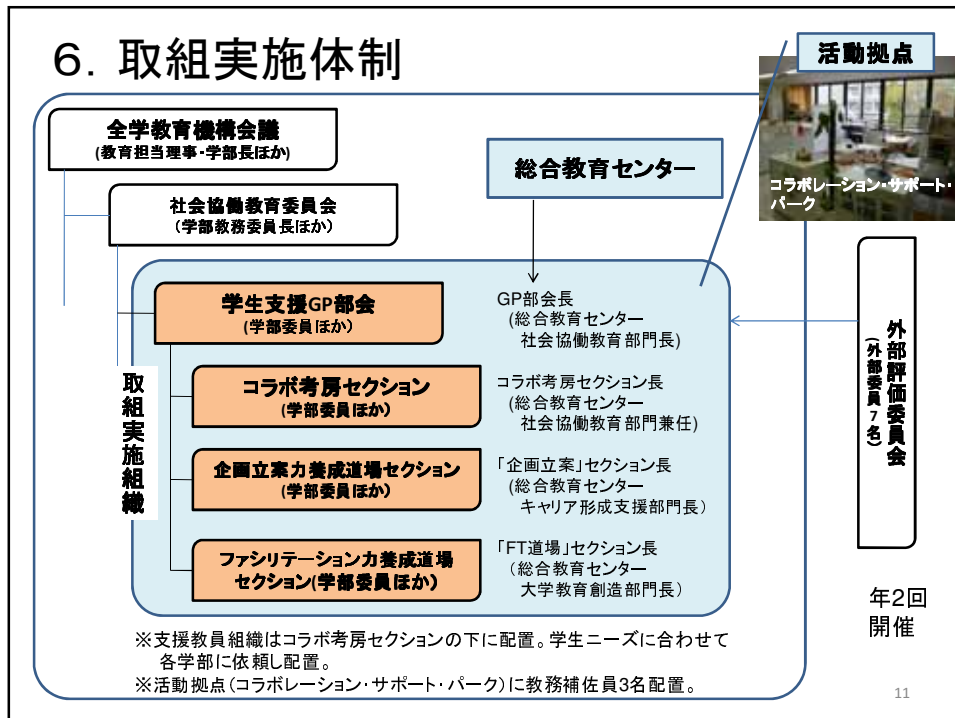 6. 取組実施体制
活動拠点
コラボレーション・サポート・
パーク
全学教育機構会議
(教育担当理事・学部長ほか)
総合教育センター
社会協働教育委員会
(学部教務委員長ほか)
学生支援GP部会
(学部委員ほか)
GP部会長
(総合教育センター
社会協働教育部門長)
取組実施組織
コラボ考房セクション
(学部委員ほか)
コラボ考房セクション長
(総合教育センター
社会協働教育部門兼任)
企画立案力養成道場セクション
(学部委員ほか)
「企画立案」セクション長
(総合教育センター
キャリア形成支援部門長)
ファシリテーション力養成道場
セクション(学部委員ほか)
「FT道場」セクション長
(総合教育センター
大学教育創造部門長)
外部評価委員会
(外部委員7名)
年2回
開催
※支援教員組織はコラボ考房セクションの下に配置。学生ニーズに合わせて
各学部に依頼し配置。
※活動拠点(コラボレーション・サポート・パーク)に教務補佐員3名配置。
11